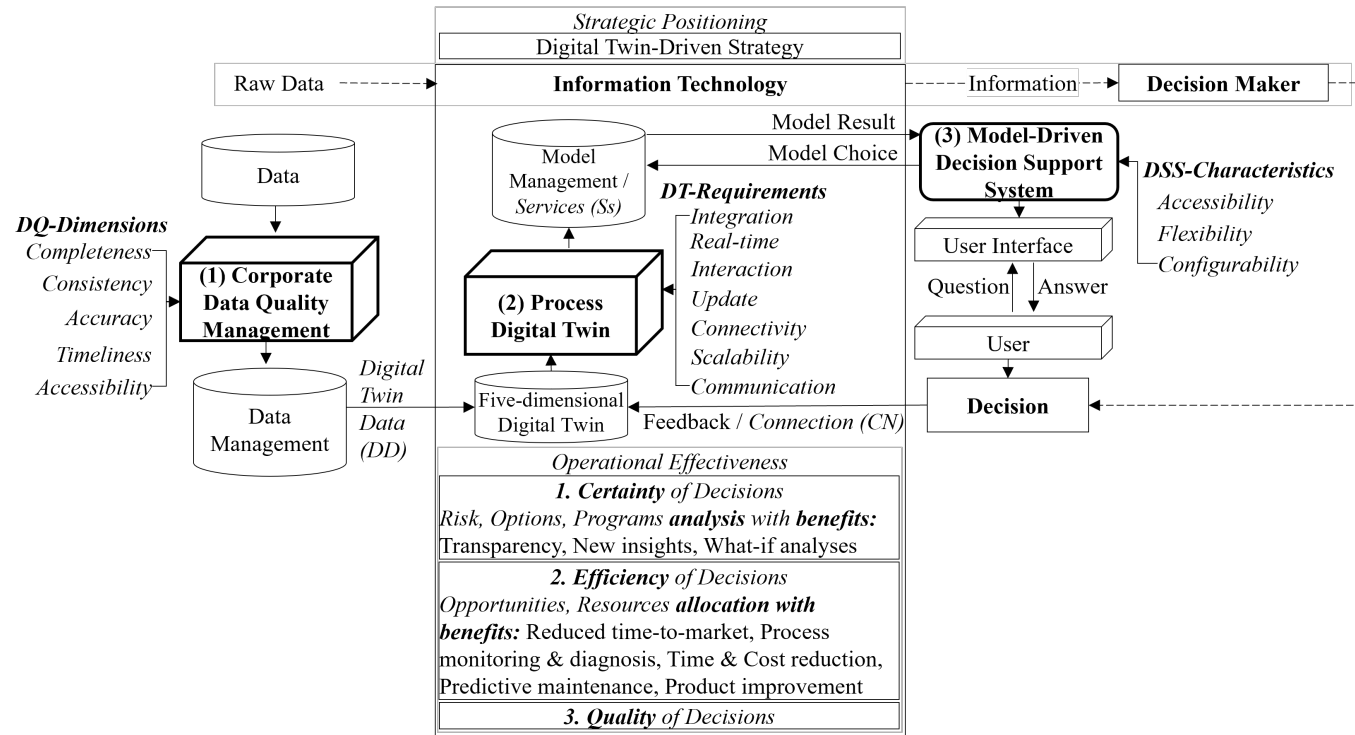 Strategic Positioning
Digital Twin-Driven Strategy
Raw Data
Information Technology
Information
Decision Maker
Data
DQ-Dimensions
Completeness
Consistency
Accuracy
Timeliness
Accessibility
(1) Corporate
Data Quality
Management
Data
Management
Digital
Twin
Data
(DD)
Model
Management /
Services (Ss)
Model Result
Model Choice
DT-Requirements
Integration
Real-time
Interaction
Update
Connectivity
Scalability
Communication
(2) Process
Digital Twin
Five-dimensional
Digital Twin
Feedback / Connection (CN)
(3) Model-Driven
Decision Support
System
DSS-Characteristics
Accessibility
Flexibility
Configurability
User Interface
Question
Answer
User
Decision
Operational Effectiveness
1. Certainty of Decisions
Risk, Options, Programs analysis with benefits:
Transparency, New insights, What-if analyses
2. Efficiency of Decisions
Opportunities, Resources allocation with
benefits: Reduced time-to-market, Process
monitoring & diagnosis, Time & Cost reduction,
Predictive maintenance, Product improvement
3. Quality of Decisions